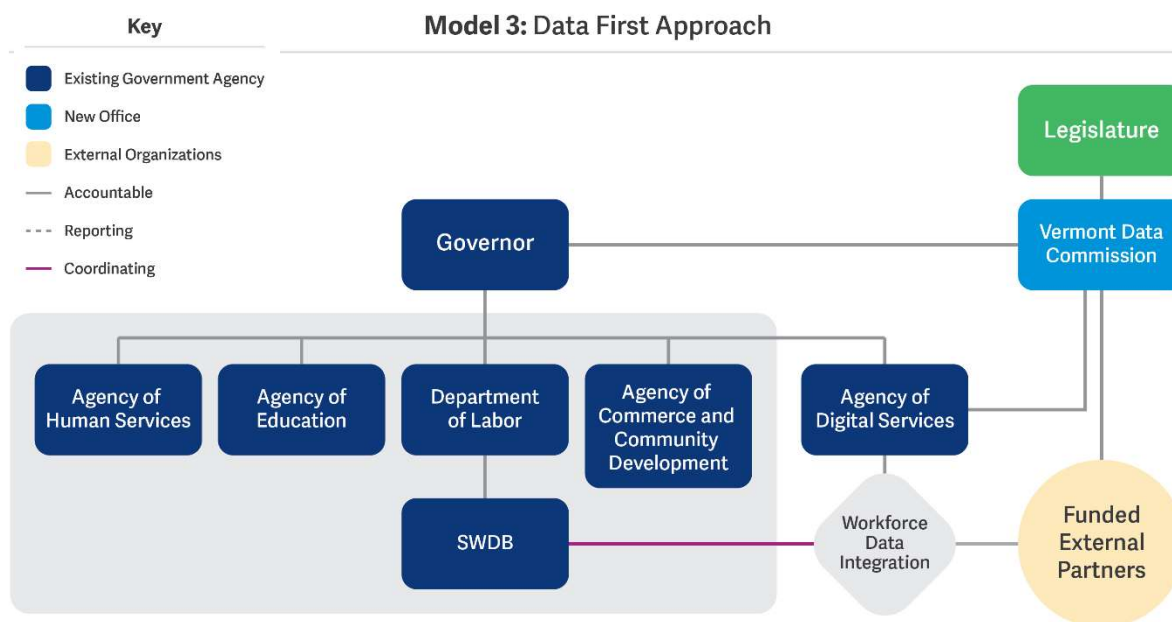 Key
Model 3: Data First Approach
Existing Government Agency
New Office
External Organizations
Accountable
Reporting
Coordinating
Legislature
Governor
Vermont Data
Commission
Agency of
Human Services
Agency of
Education
Department
of Labor
Agency of
Commerce and
Community
Development
Agency of
Digital Services
SWDB
Workforce
Data
Integration
Funded
External
Partners